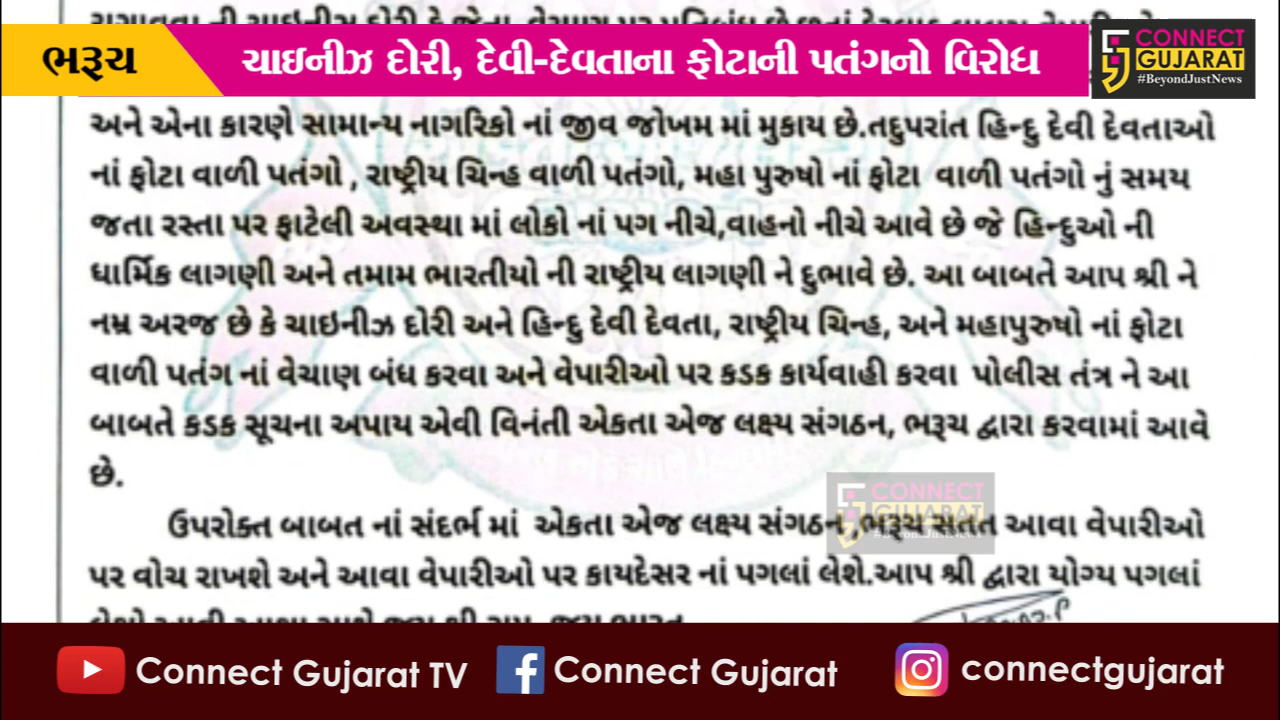 ભરૂચ
ચાઇનીઝ દોરી, દેવી-દેવતાના ફોટાની પતંગનો વિરોધ
CONNECT
GUJARAT
#BeyondJustNews
અને એના કારણે સામાન્ય નાગરિકો નાં જીવ જોખમ માં મુકાય છે.તદુપરાંત હિન્દુ દેવી દેવતાઓ
નાં ફોટા વાળી પતંગો , રાષ્ટ્રીય ચિન્હ વાળી પતંગો, મહા પુરુષો નાં ફોટા વાળી પતંગો નું સમય
જતા રસ્તા પર ફાટેલી અવસ્થા માં લોકો નાં પગ નીચે,વાહનો નીચે આવે છે જે હિન્દુઓ ની
ધાર્મિક લાગણી અને તમામ ભારતીયો ની રાષ્ટ્રીય લાગણી ને દુભાવે છે. આ બાબતે આપ શ્રી ને
નમ્ર અરજ છે કે ચાઇનીઝ દોરી અને હિન્દુ દેવી દેવતા, રાષ્ટ્રીય ચિન્હ, અને મહાપુરુષો નાં ફોટા
વાળી પતંગ નાં વેચાણ બંધ કરવા અને વેપારીઓ પર કડક કાર્યવાહી કરવા પોલીસ તંત્ર ને આ
બાબતે કડક સૂચના અપાય એવી વિનંતી એકતા એજ લક્ષ્ય સંગઠન, ભરૂચ દ્વારા કરવામાં આવે
છે.
CONNECT
GUJARAT
#BeyondJustNews
ઉપરોક્ત બાબત નાં સંદર્ભ માં એકતા એજ લક્ષ્ય સંગઠન ,ભરૂચ સતત આવા વેપારીઓ
પર વોચ રાખશે અને આવા વેપારીઓ પર કાયદેસર નાં પગલાં લેશે.આપ શ્રી દ્વારા યોગ્ય પગલાં
Connect Gujarat TV
Connect Gujarat
connectgujarat